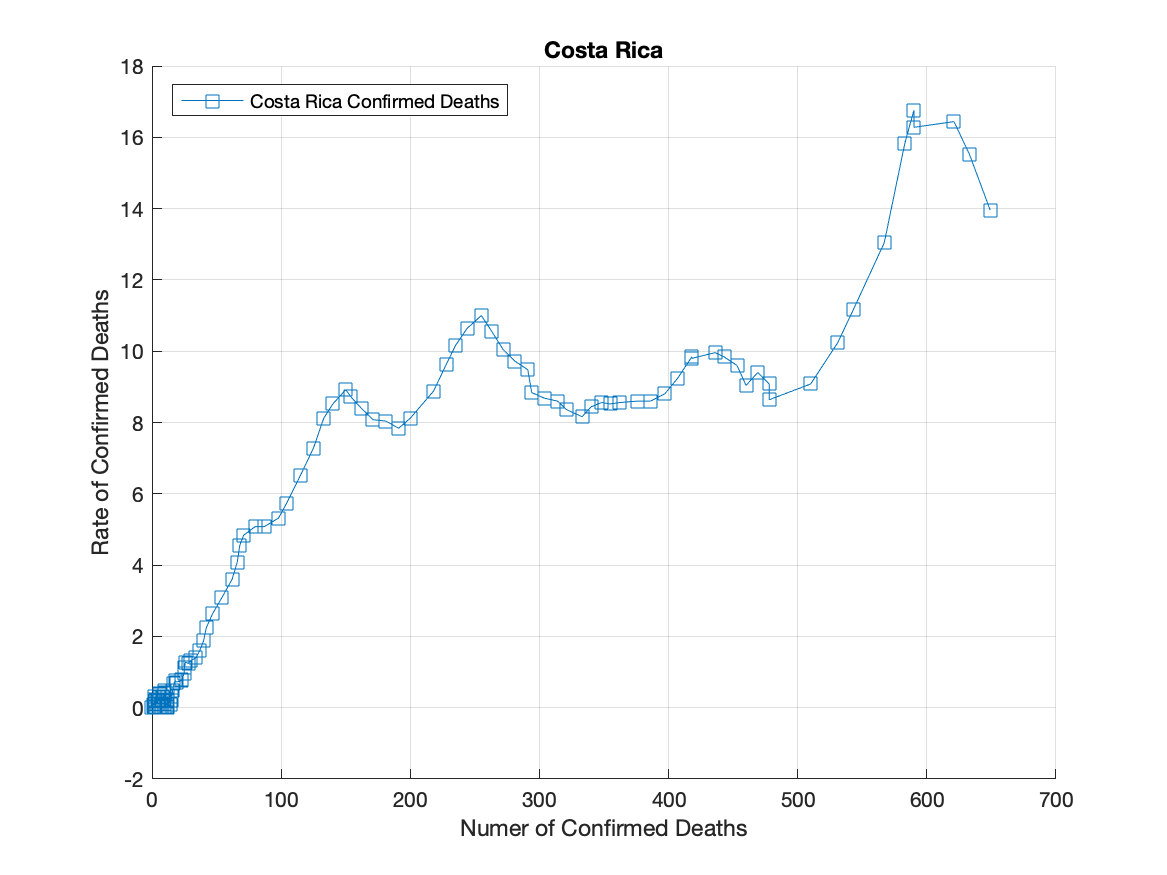 Costa Rica
Costa Rica Confirmed Deaths
18
16
14
12
10
8
6
4
2
0
-2
Rate of Confirmed Deaths
0 100 200 300 400 500 600 700
Numer of Confirmed Deaths